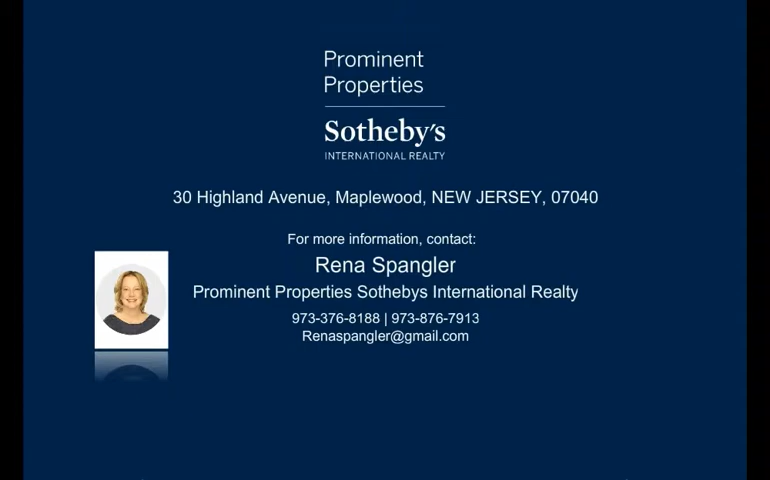 Prominent
Properties
Sotheby's
INTERNATIONAL REALTY
30 Highland Avenue, Maplewood, NEW JERSEY, 07040
For more information, contact:
Rena Spangler
Prominent Properties Sothebys International Realty
973-376-8188 | 973-876-7913
Renaspangler@gmail.com